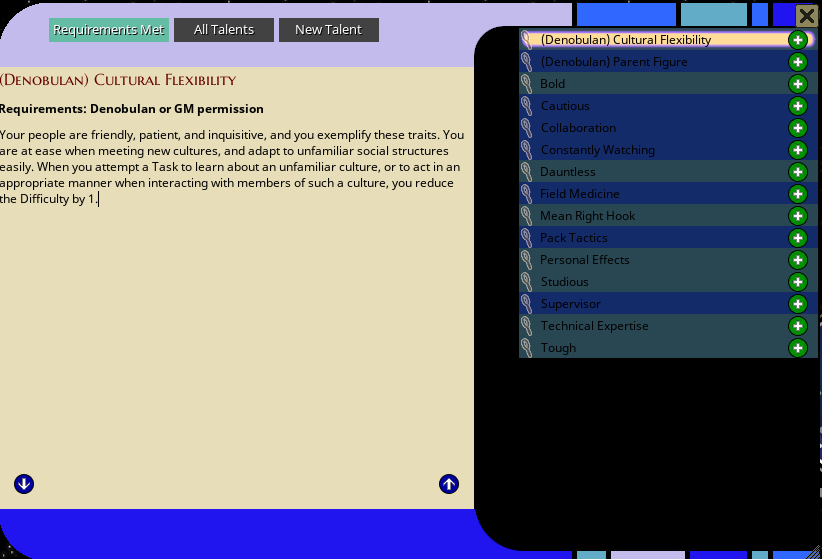 Requirements Met
All Talents
New Talent
(Denobulan) Cultural Flexibility
Requirements: Denobulan or GM permission
Your people are friendly, patient, and inquisitive, and you exemplify these traits. You
are at ease when meeting new cultures, and adapt to unfamiliar social structures
easily. When you attempt a Task to learn about an unfamiliar culture, or to act in an
appropriate manner when interacting with members of such a culture, you reduce
the Difficulty by 1.
(Denobulan) Cultural Flexibility
(Denobulan) Parent Figure
Bold
Cautious
Collaboration
Constantly Watching
Dauntless
Field Medicine
Mean Right Hook
Pack Tactics
Personal Effects
Studious
Supervisor
Technical Expertise
Tough